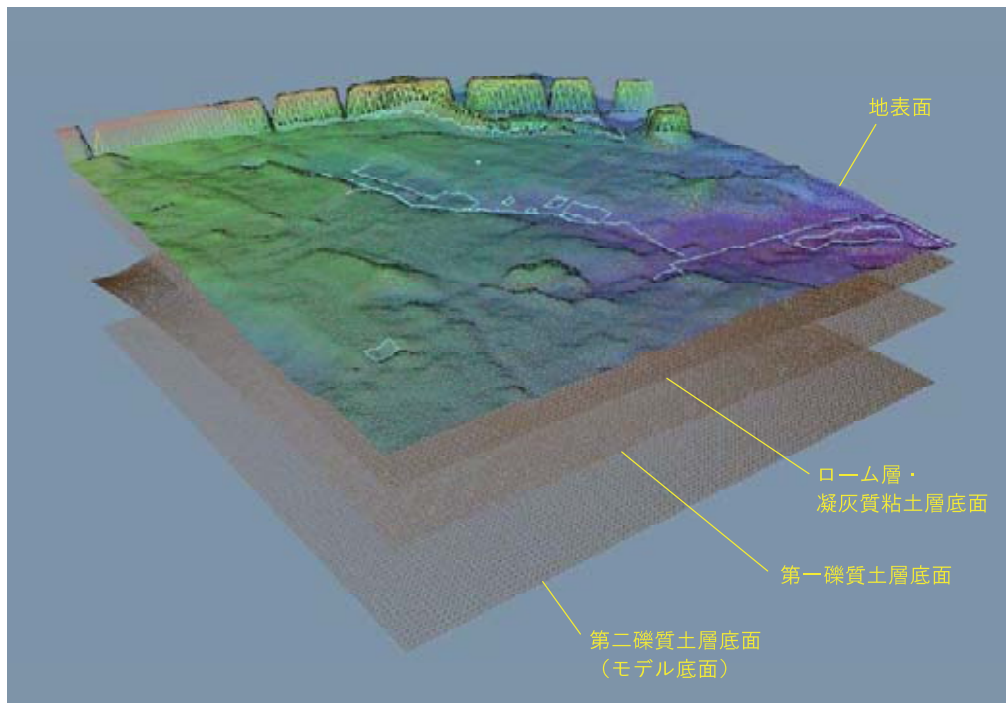 地表面
ローム層・
凝灰質粘土層底面
第一礫質土層底面
第二礫質土層底面
（モデル底面）